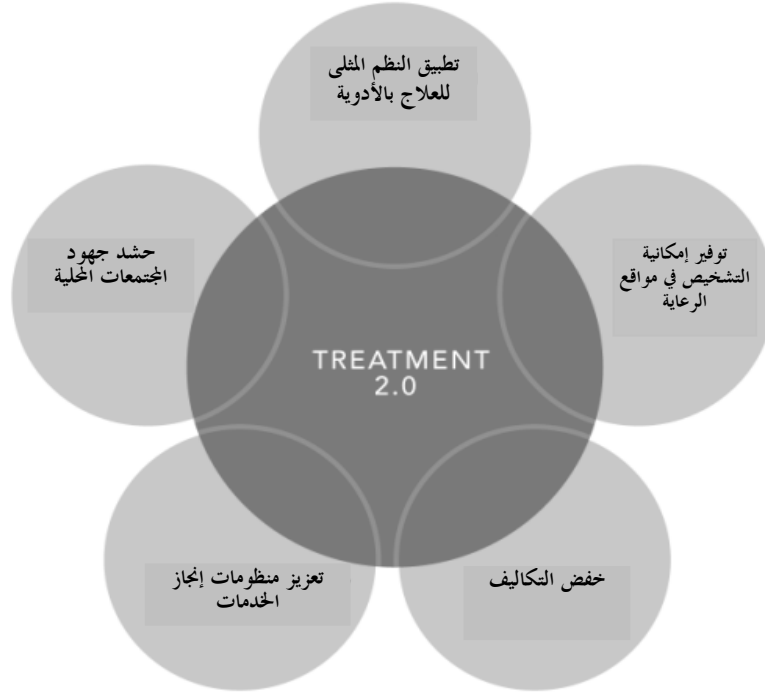 تطبيق النظم المثلى
للعلاج بالأدوية
توفير إمكانية
التشخيص في مواقع
الرعاية
حشد جهود
المجتمعات المحلية
TREATMENT
2.0
خفض التكاليف
تعزيز منظومات إنجاز
الخدمات